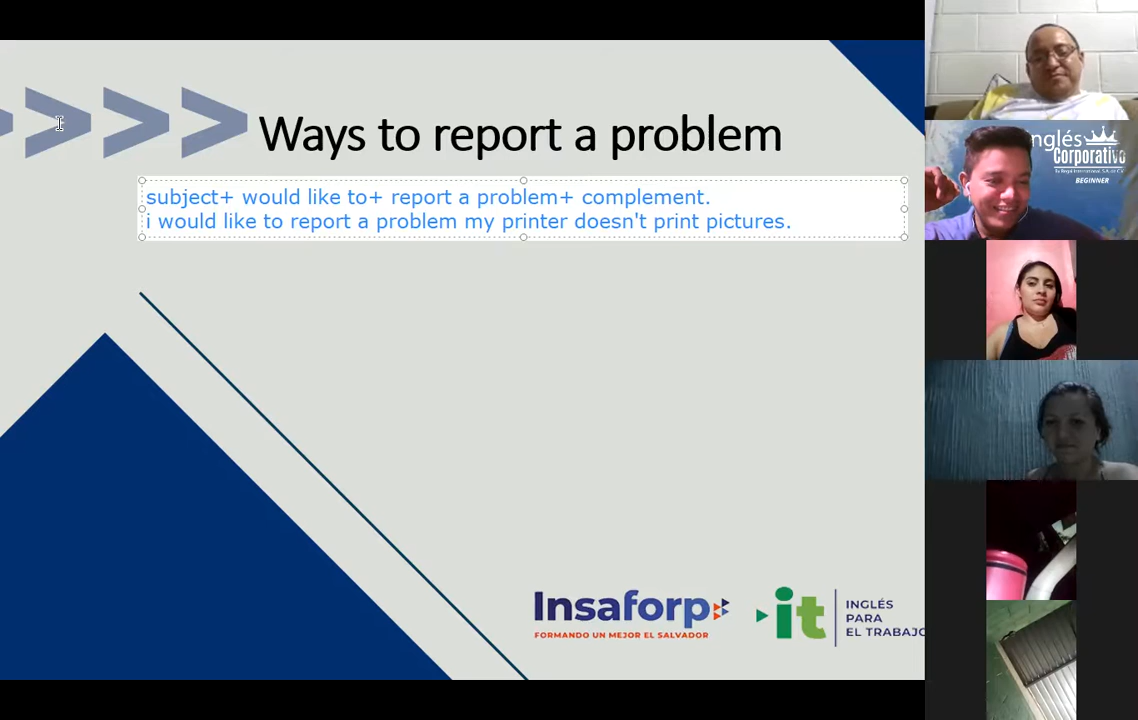 Ways to report a problem
subject+ would like to+ report a problem+ complement.
i would like to report a problem my printer doesn't print pictures.
Insaforp
FORMANDO UN MEJOR EL SALVADOR
it
INGLÉS
PARA
EL TRABAJO
Inglés
Corporativo
BEGINNER